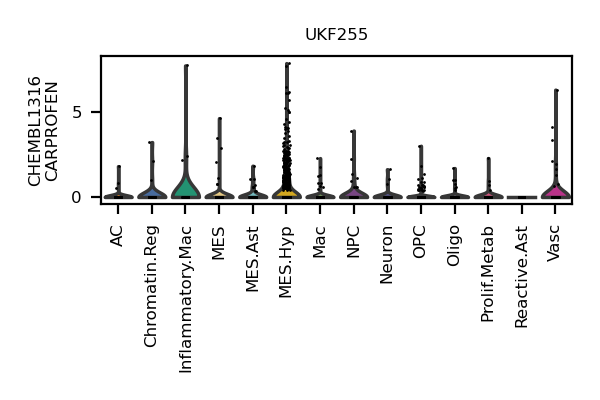 UKF255
CHEMBL1316
CARPROFEN
5
0
AC
Chromatin.Reg
Inflammatory.Mac
MES
MES.Ast
MES.Hyp
Mac
NPC
Neuron
OPC
Oligo
Prolif.Metab
Reactive.Ast
Vasc